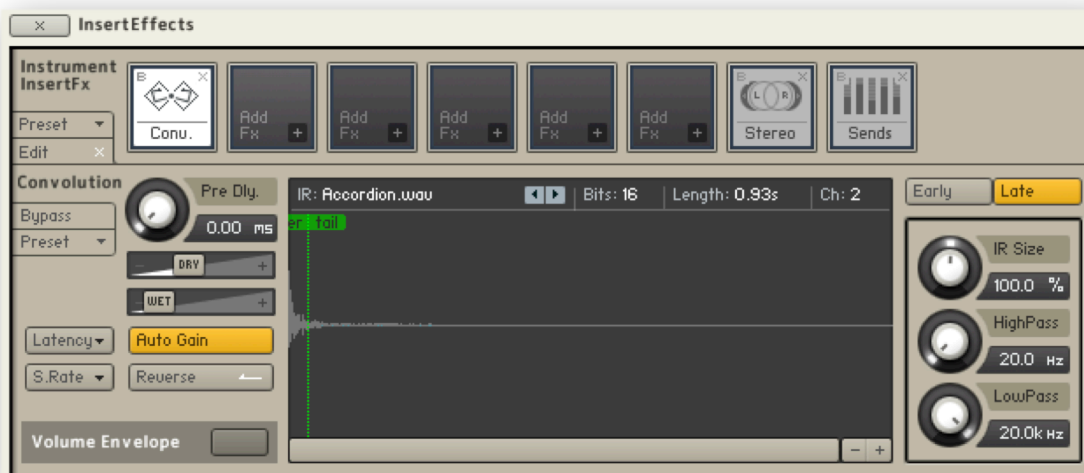 × InsertEffects
Instrument
InsertFx
Preset
Edit ×
B X
Conv.
Add
Fx +
Add
Fx +
Add
Fx +
Add
Fx +
Add
Fx +
B X
L R
Stereo
B X
Sends
Convolution
Bypass
Preset
Pre Dly.
0.00 ms
- DRY +
- WET +
Latency
Auto Gain
S.Rate
Reverse
Volume Envelope
IR: Accordion.wav Bits: 16 Length: 0.93s Ch: 2
er tail
- +
Early Late
IR Size
100.0 %
HighPass
20.0 Hz
LowPass
20.0k Hz